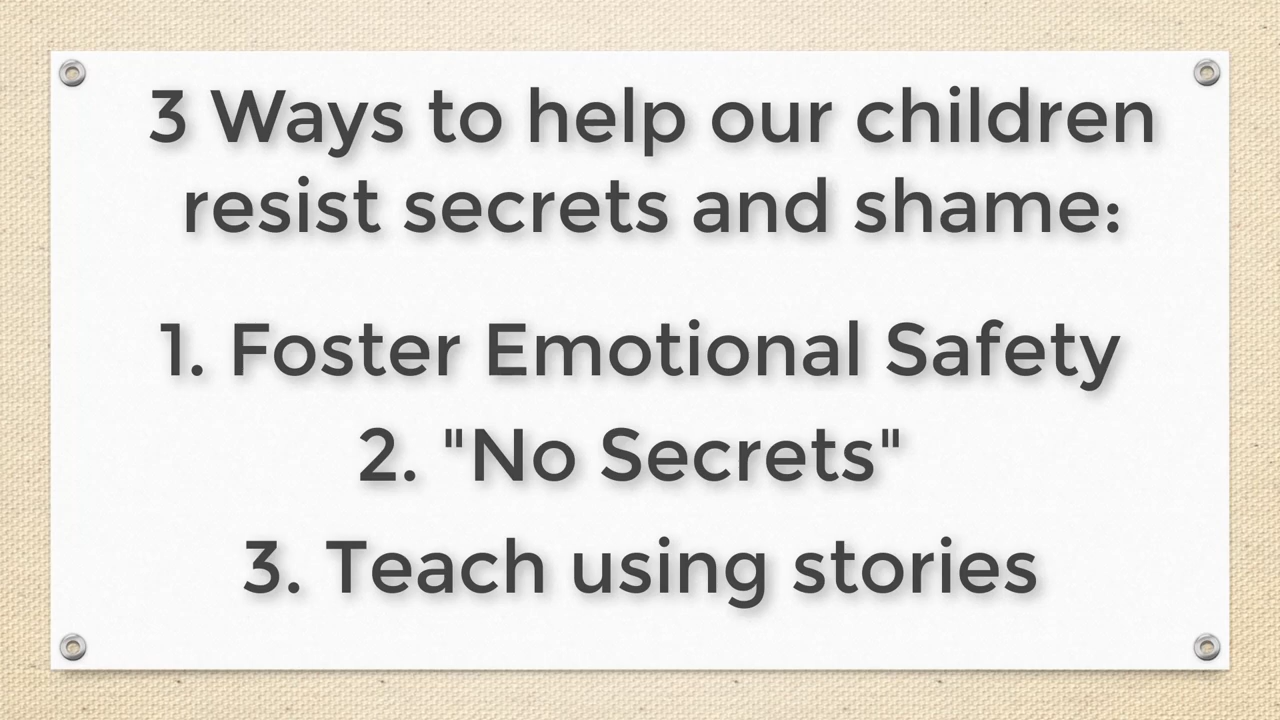 3 Ways to help our children
resist secrets and shame:
1. Foster Emotional Safety
2. "No Secrets"
3. Teach using stories